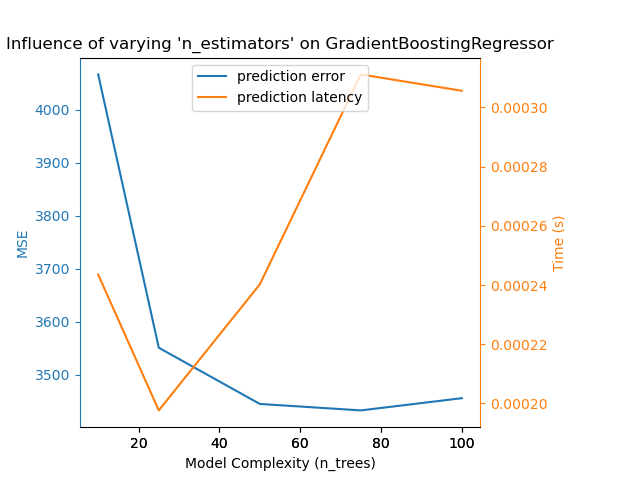 Influence of varying 'n_estimators' on GradientBoostingRegressor
prediction error
prediction latency
4000
3900
3800
3700
3600
3500
MSE
0.00030
0.00028
0.00026
0.00024
0.00022
0.00020
Time (s)
20 40 60 80 100
Model Complexity (n_trees)